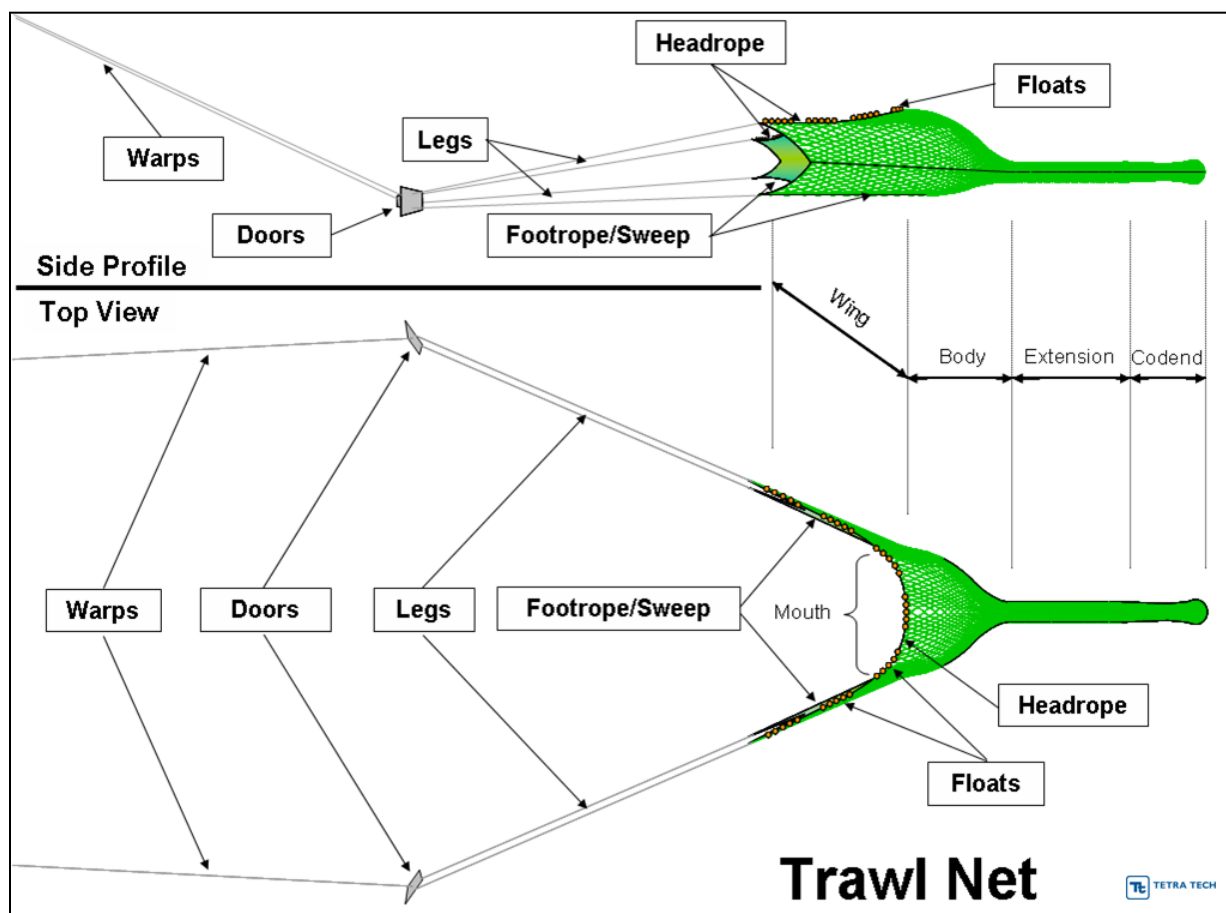 Headrope
Floats
Warps
Legs
Doors
Footrope/Sweep
Side Profile
Top View
Wing
Body
Extension
Codend
Warps
Doors
Legs
Footrope/Sweep
Mouth
Headrope
Floats
Trawl Net
Tt TETRA TECH